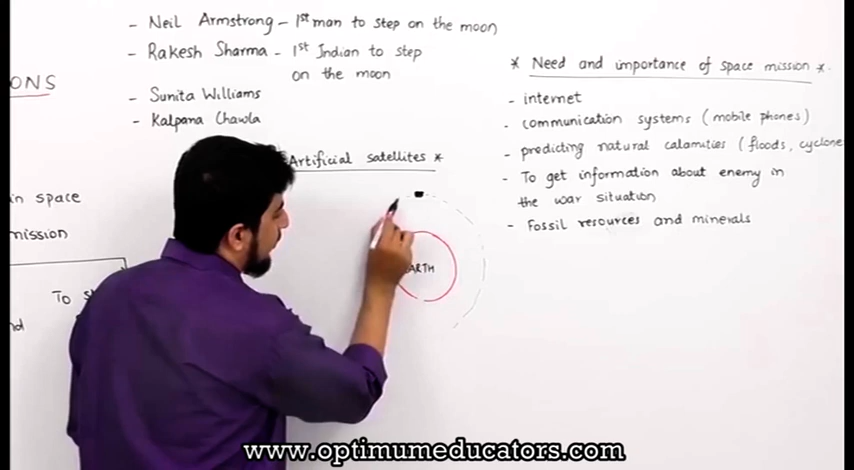 - Neil Armstrong - 1st man to step on the moon
- Rakesh Sharma - 1st Indian to step
on the moon
- Sunita Williams
- Kalpana Chawla
ONS
in space
mission
To s
nd
Artificial satellites *
ARTH
* Need and importance of space mission *.
- internet
- communication systems (mobile phones)
- predicting natural calamities (floods, cyclone
- To get information about enemy in
the war situation
- Fossil resources and minerals
www.optimumeducators.com